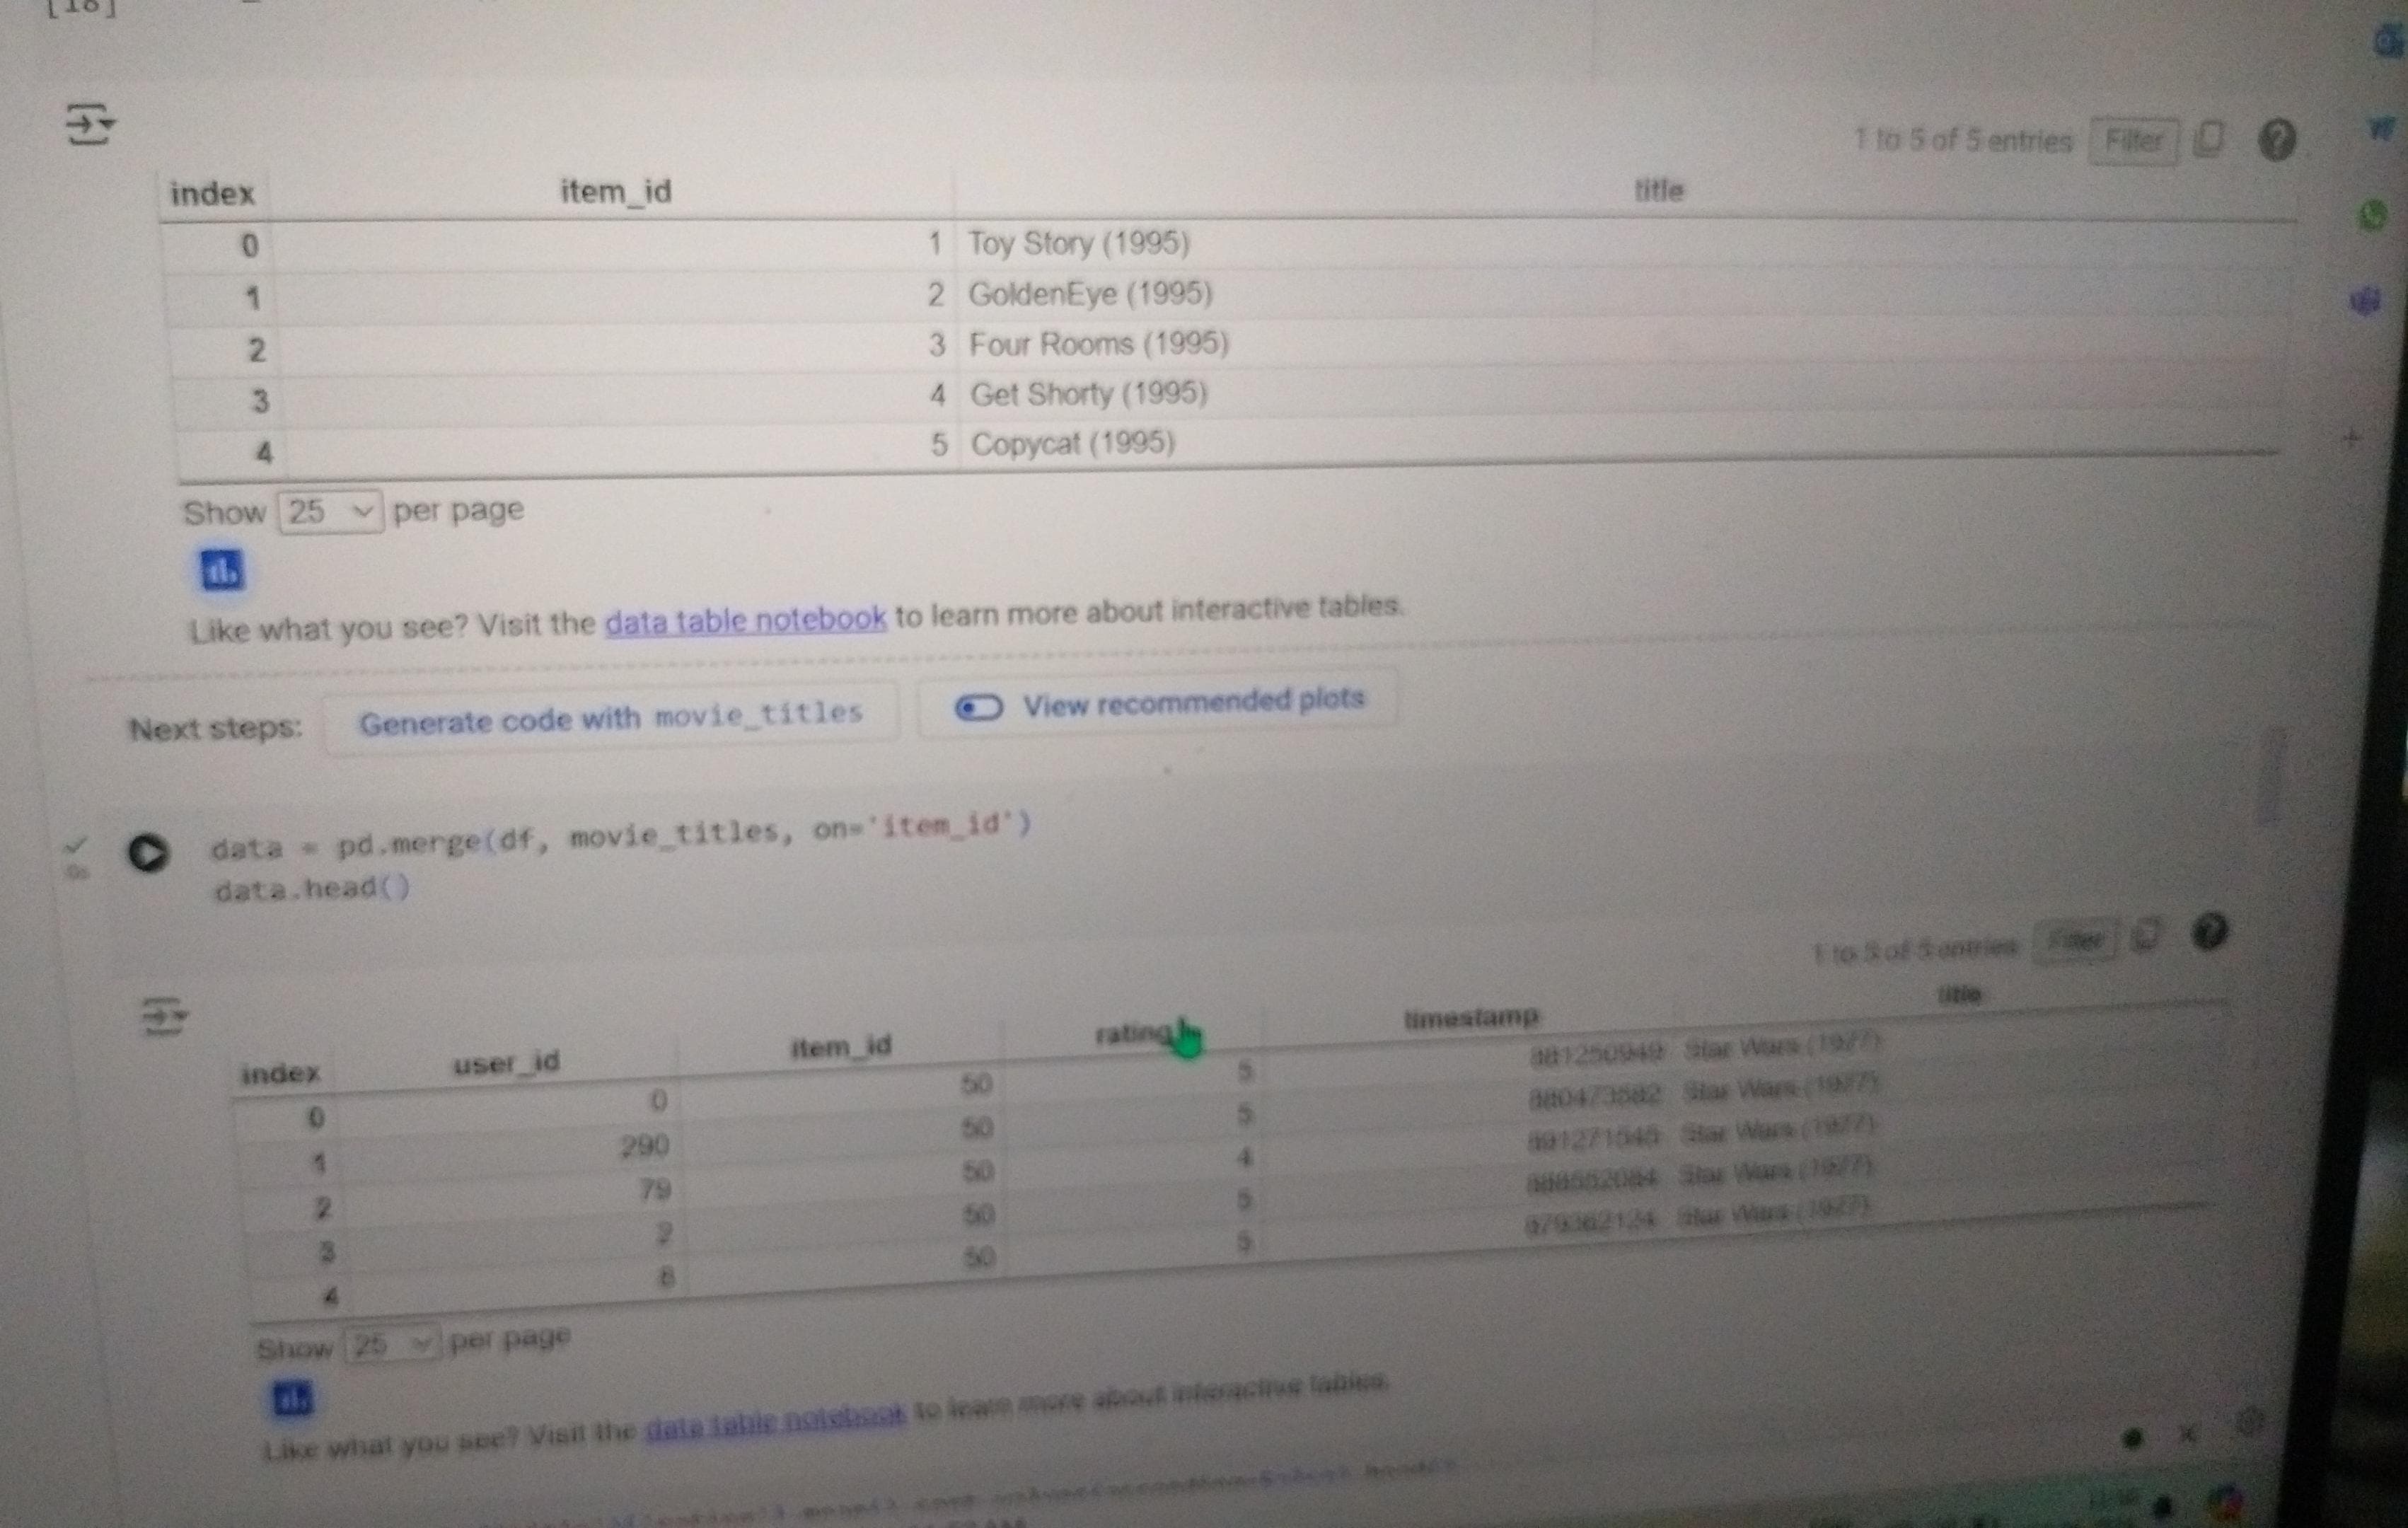 [18]
1 to 5 of 5 entries Filter
index item_id title
0 1 Toy Story (1995)
1 2 GoldenEye (1995)
2 3 Four Rooms (1995)
3 4 Get Shorty (1995)
4 5 Copycat (1995)
Show 25 per page
Like what you see? Visit the data table notebook to learn more about interactive tables.
Next steps: Generate code with movie_titles View recommended plots
data = pd.merge(df, movie_titles, on='item_id')
0s
data.head()
1 to 5 of 5 entries Filter
index user_id item_id rating timestamp title
0 0 50 5 881250949 Star Wars (1977)
1 290 50 5 880473582 Star Wars (1977)
2 79 50 4 891271545 Star Wars (1977)
3 2 50 5 888552084 Star Wars (1977)
4 8 50 5 879362124 Star Wars (1977)
Show 25 per page
Like what you see? Visit the data table notebook to learn more about interactive tables.